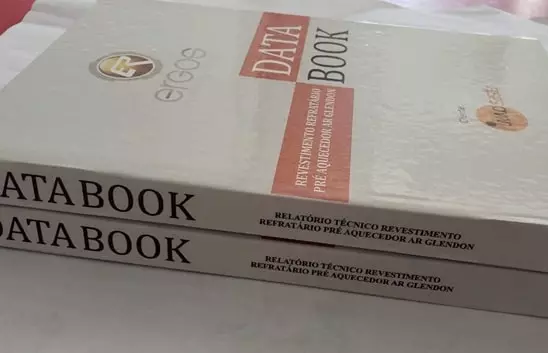 ergos
DATA
BOOK
REVESTIMENTO REFRATÁRIO
PRÉ AQUECEDOR AR GLENDON
DATA BOOK
RELATÓRIO TÉCNICO REVESTIMENTO
REFRATÁRIO PRÉ AQUECEDOR AR GLENDON
DATA BOOK
RELATÓRIO TÉCNICO REVESTIMENTO
REFRATÁRIO PRÉ AQUECEDOR AR GLENDON